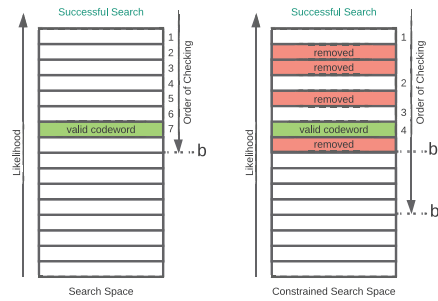 Successful Search
1
2
3
4
5
6
valid codeword
7
b
Likelihood
Order of Checking
Search Space
Successful Search
1
removed
removed
2
removed
3
valid codeword
4
removed
b
b
Likelihood
Order of Checking
Constrained Search Space